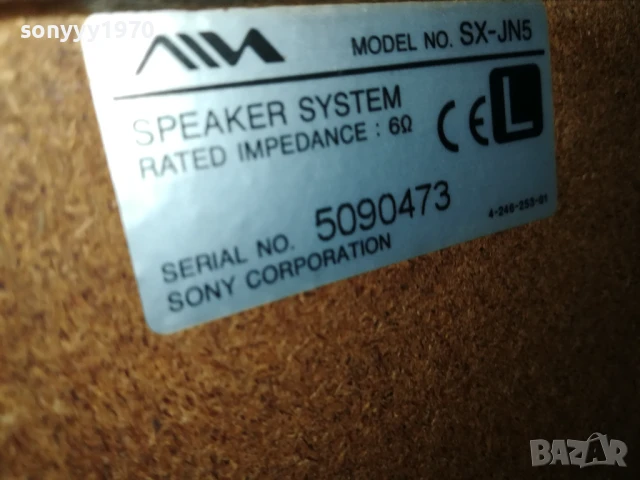 sonyyy1970
AIWA
MODEL NO. SX-JN5
SPEAKER SYSTEM
RATED IMPEDANCE : 6Ω
CE L
SERIAL NO. 5090473
4-246-253-01
SONY CORPORATION
BAZAR